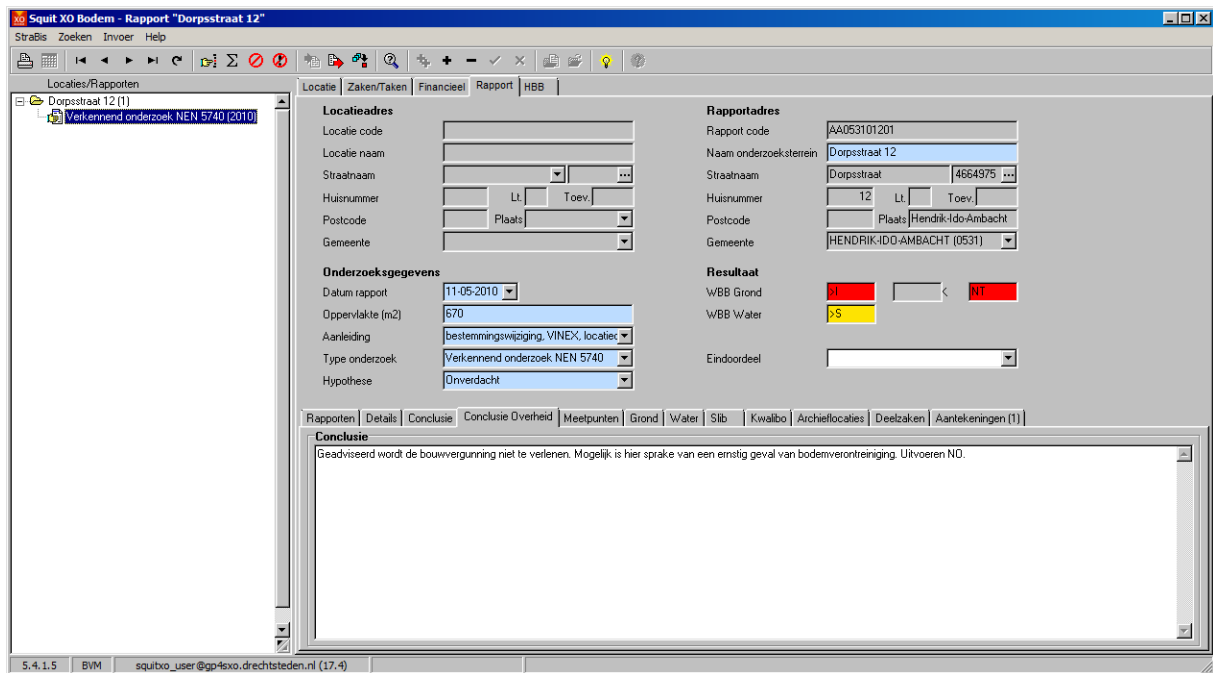 Squit XO Bodem - Rapport "Dorpsstraat 12"
StraBis Zoeken Invoer Help
Locaties/Rapporten
Dorpsstraat 12 (1)
Verkennend onderzoek NEN 5740 (2010)
Locatie Zaken/Taken Financieel Rapport HBB
Locatieadres Rapportadres
Locatie code Rapport code AA053101201
Locatie naam Naam onderzoeksterrein Dorpsstraat 12
Straatnaam ... Straatnaam Dorpsstraat 4664975 ...
Huisnummer Lt. Toev. Huisnummer 12 Lt. Toev.
Postcode Plaats Postcode Plaats Hendrik-Ido-Ambacht
Gemeente Gemeente HENDRIK-IDO-AMBACHT (0531)
Onderzoeksgegevens Resultaat
Datum rapport 11-05-2010 WBB Grond >I < NT
Oppervlakte (m2) 670 WBB Water >S
Aanleiding bestemmingswijziging, VINEX, locatiec
Type onderzoek Verkennend onderzoek NEN 5740 Eindoordeel
Hypothese Onverdacht
Rapporten Details Conclusie Conclusie Overheid Meetpunten Grond Water Slib Kwalibo Archieflocaties Deelzaken Aantekeningen (1)
Conclusie
Geadviseerd wordt de bouwvergunning niet te verlenen. Mogelijk is hier sprake van een ernstig geval van bodemverontreiniging. Uitvoeren NO.
5.4.1.5 BVM squitxo_user@gp4sxo.drechtsteden.nl (17.4)